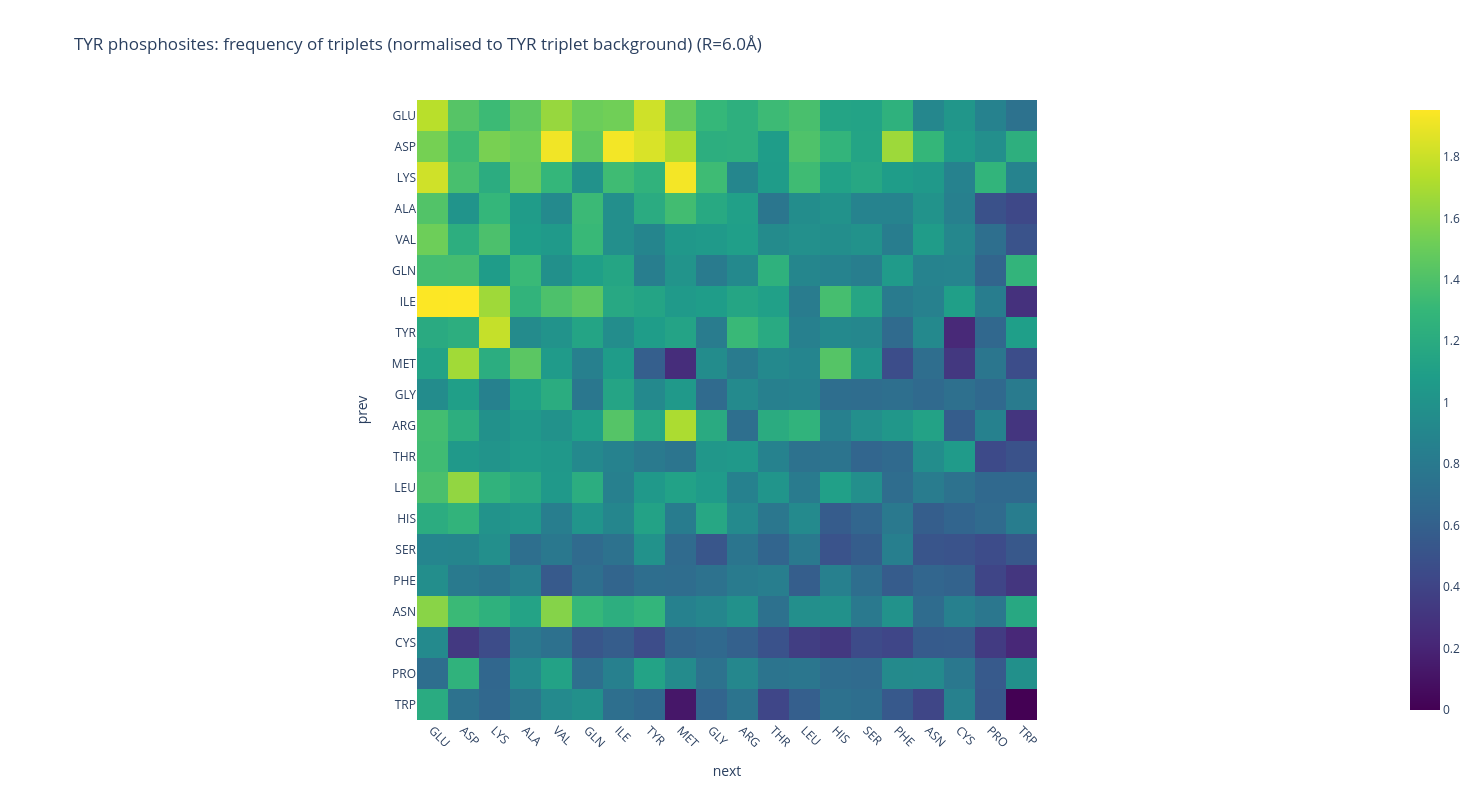 TYR phosphosites: frequency of triplets (normalised to TYR triplet background) (R=6.0Å)
prev
GLU
ASP
LYS
ALA
VAL
GLN
ILE
TYR
MET
GLY
ARG
THR
LEU
HIS
SER
PHE
ASN
CYS
PRO
TRP
GLU ASP LYS ALA VAL GLN ILE TYR MET GLY ARG THR LEU HIS SER PHE ASN CYS PRO TRP
next
1.8
1.6
1.4
1.2
1
0.8
0.6
0.4
0.2
0